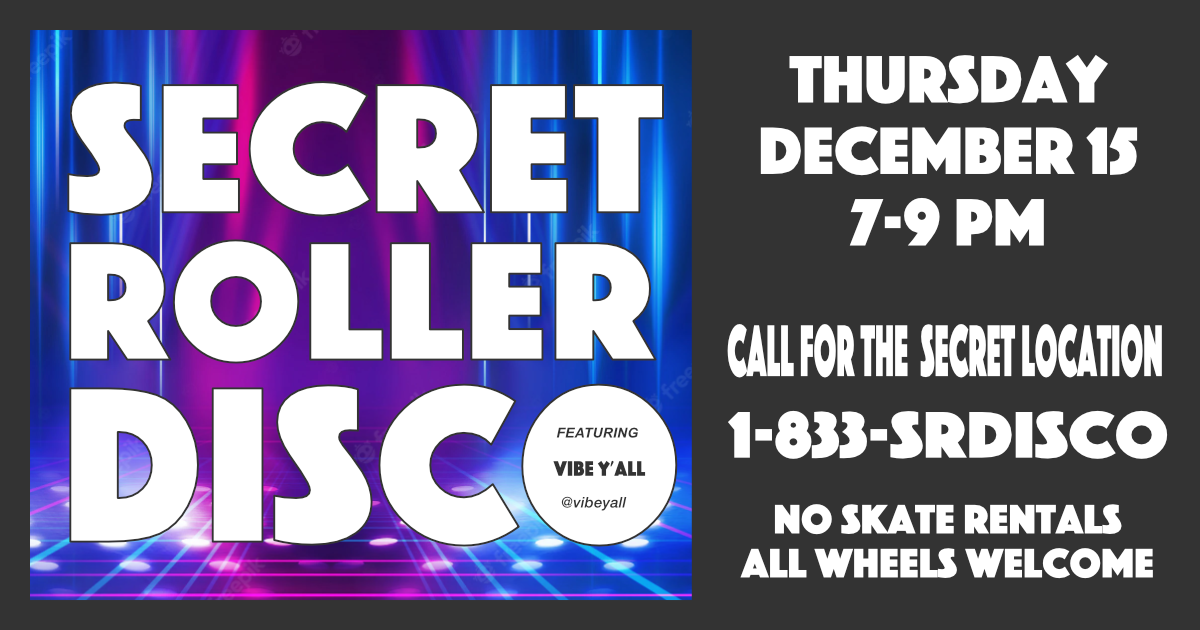 SECRET
ROLLER
DISCO
FEATURING
VIBE Y'ALL
@vibeyall
THURSDAY
DECEMBER 15
7-9 PM
CALL FOR THE SECRET LOCATION
1-833-SRDISCO
NO SKATE RENTALS
ALL WHEELS WELCOME